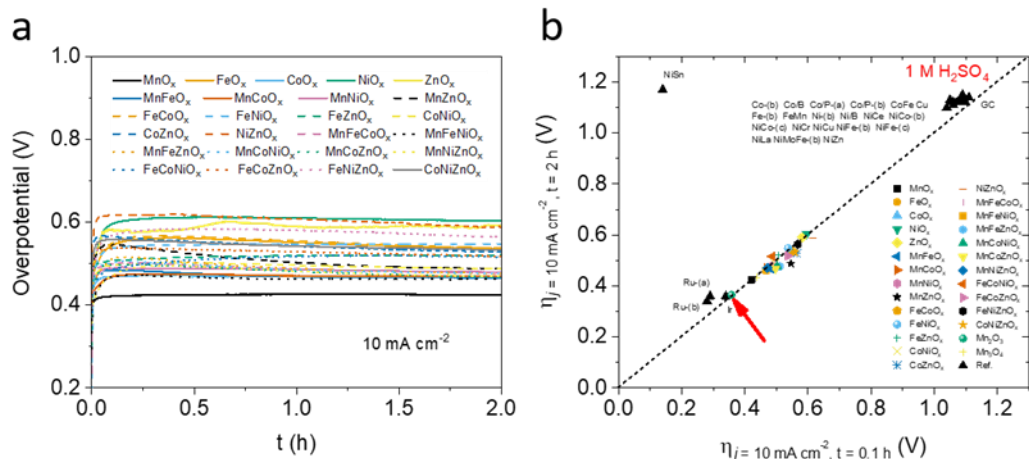 a
1.0
0.8
0.6
0.4
0.2
Overpotential (V)
MnOₓ FeOₓ CoOₓ NiOₓ ZnOₓ
MnFeOₓ MnCoOₓ MnNiOₓ MnZnOₓ
FeCoOₓ FeNiOₓ FeZnOₓ CoNiOₓ
CoZnOₓ NiZnOₓ MnFeCoOₓ MnFeNiOₓ
MnFeZnOₓ MnCoNiOₓ MnCoZnOₓ MnNiZnOₓ
FeCoNiOₓ FeCoZnOₓ FeNiZnOₓ CoNiZnOₓ
10 mA cm⁻²
0.0 0.5 1.0 1.5 2.0
t (h)
b
1.2
1.0
0.8
0.6
0.4
0.2
0.0
η j = 10 mA cm⁻², t = 2 h (V)
NiSn
1 M H₂SO₄
GC
Co-(b) Co/B Co/P-(a) Co/P-(b) CoFe Cu
Fe-(b) FeMn Ni-(b) Ni/B NiCe NiCo-(b)
NiCo-(c) NiCr NiCu NiFe-(b) NiFe-(c)
NiLa NiMoFe-(b) NiZn
Ru-(a)
Ru-(b)
Ir
MnOₓ NiZnOₓ
FeOₓ MnFeCoOₓ
CoOₓ MnFeNiOₓ
NiOₓ MnFeZnOₓ
ZnOₓ MnCoNiOₓ
MnFeOₓ MnCoZnOₓ
MnCoOₓ MnNiZnOₓ
MnNiOₓ FeCoNiOₓ
MnZnOₓ FeCoZnOₓ
FeCoOₓ FeNiZnOₓ
FeNiOₓ CoNiZnOₓ
FeZnOₓ Mn₂O₃
CoNiOₓ Mn₃O₄
CoZnOₓ Ref.
0.0 0.2 0.4 0.6 0.8 1.0 1.2
η j = 10 mA cm⁻², t = 0.1 h (V)